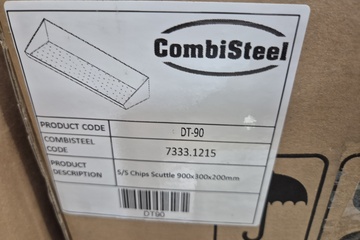 CombiSteel
PRODUCT CODE DT-90
COMBISTEEL CODE 7333.1215
PRODUCT DESCRIPTION S/S Chips Scuttle 900x300x200mm
DT90